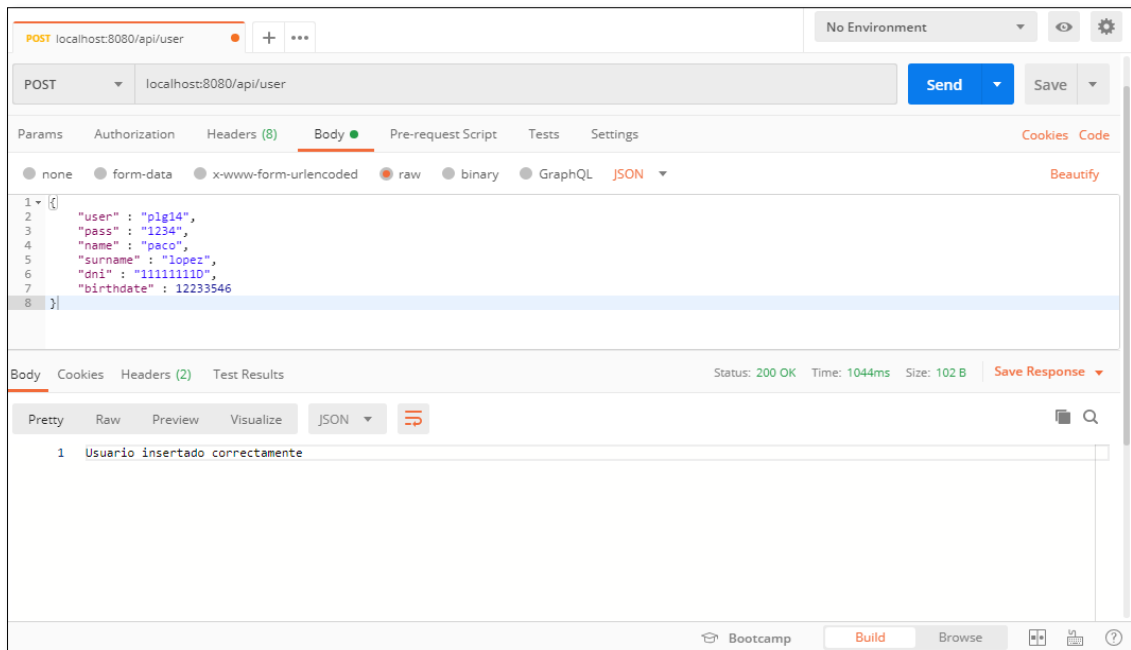 POST localhost:8080/api/user
No Environment
POST localhost:8080/api/user Send Save
Params Authorization Headers (8) Body Pre-request Script Tests Settings Cookies Code
none form-data x-www-form-urlencoded raw binary GraphQL JSON Beautify
1 {
2 "user" : "plg14",
3 "pass" : "1234",
4 "name" : "paco",
5 "surname" : "lopez",
6 "dni" : "11111111D",
7 "birthdate" : 12233546
8 }
Body Cookies Headers (2) Test Results Status: 200 OK Time: 1044ms Size: 102 B Save Response
Pretty Raw Preview Visualize JSON
1 Usuario insertado correctamente
Bootcamp Build Browse